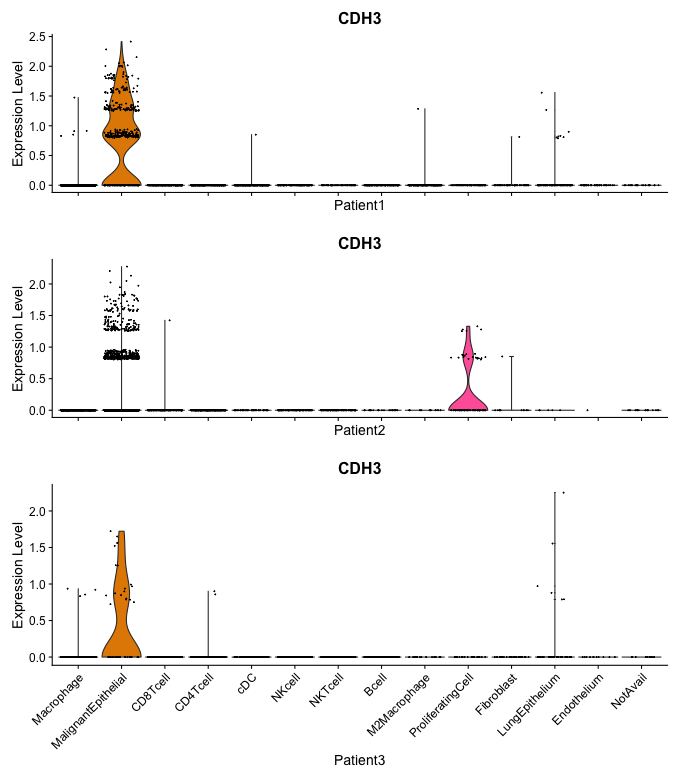 CDH3
Expression Level
2.5
2.0
1.5
1.0
0.5
0.0
Patient1
CDH3
Expression Level
2.0
1.5
1.0
0.5
0.0
Patient2
CDH3
Expression Level
2.0
1.5
1.0
0.5
0.0
Macrophage
MalignantEpithelial
CD8Tcell
CD4Tcell
cDC
NKcell
NKTcell
Bcell
M2Macrophage
ProliferatingCell
Fibroblast
LungEpithelium
Endothelium
NotAvail
Patient3